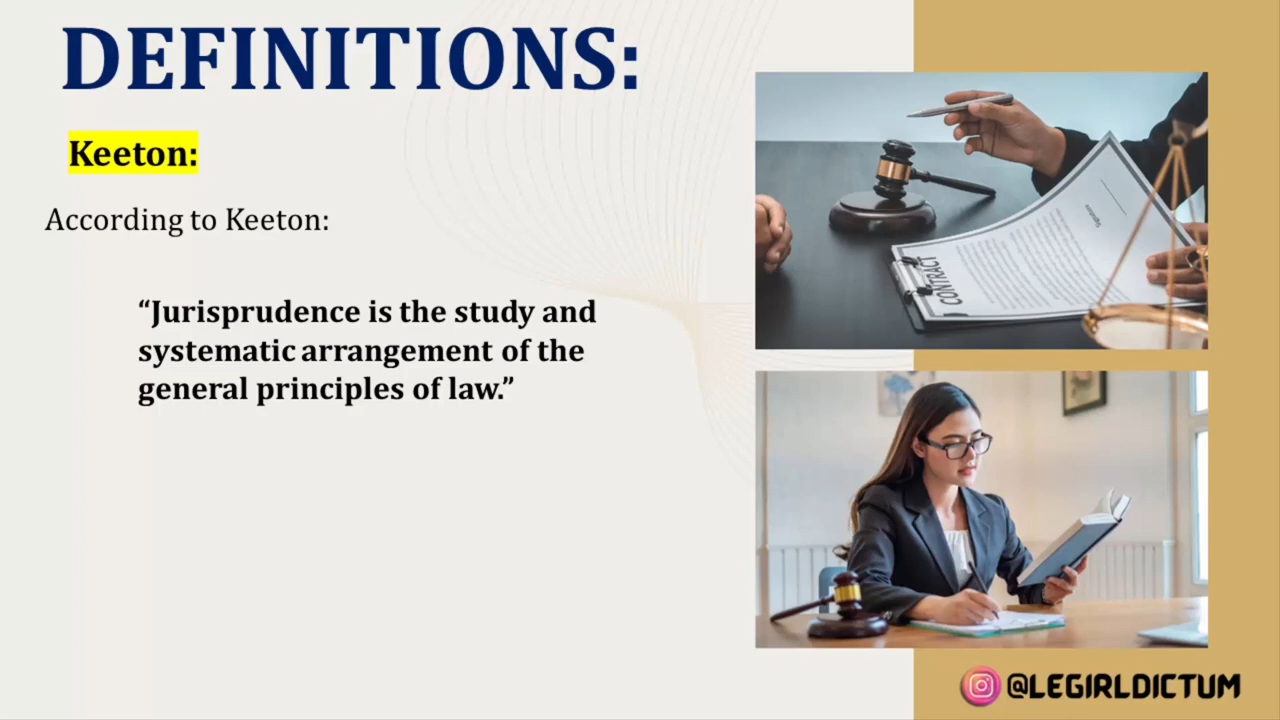 DEFINITIONS:
Keeton:
According to Keeton:
“Jurisprudence is the study and
systematic arrangement of the
general principles of law.”
CONTRACT
Signature
@LEGIRLDICTUM